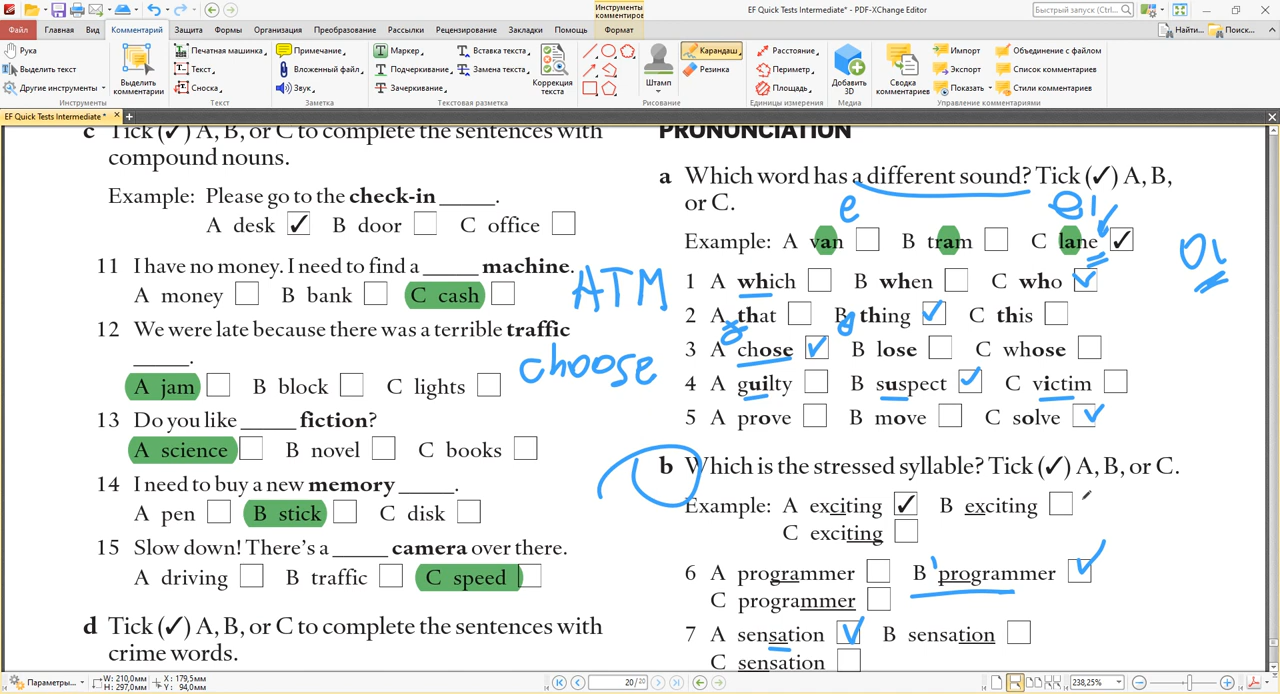 Инструменты комментирования
EF Quick Tests Intermediate* - PDF-XChange Editor
Быстрый запуск (Ctrl...
Файл Главная Вид Комментарий Защита Формы Организация Преобразование Рассылки Рецензирование Закладки Помощь Формат Найти... Поиск...
Рука
Выделить текст
Другие инструменты
Выделить комментарии
Инструменты
Печатная машинка
Текст
Сноска
Текст
Примечание
Вложенный файл
Звук
Заметка
Маркер
Подчеркивание
Зачеркивание
Вставка текста
Замена текста
Коррекция текста
Текстовая разметка
Штамп
Карандаш
Резинка
Рисование
Расстояние
Периметр
Площадь
Единицы измерения
Добавить 3D
Медиа
Сводка комментариев
Импорт
Экспорт
Показать
Объединение с файлом
Список комментариев
Стили комментариев
Управление комментариями
EF Quick Tests Intermediate *
c Tick (✓) A, B, or C to complete the sentences with
compound nouns.
Example: Please go to the check-in _____.
A desk ✓ B door C office
11 I have no money. I need to find a _____ machine.
A money B bank C cash
ATM
12 We were late because there was a terrible traffic
_____.
choose
A jam B block C lights
13 Do you like _____ fiction?
A science B novel C books
14 I need to buy a new memory _____.
A pen B stick C disk
15 Slow down! There's a _____ camera over there.
A driving B traffic C speed
d Tick (✓) A, B, or C to complete the sentences with
crime words.
PRONUNCIATION
a Which word has a different sound? Tick (✓) A, B,
or C.
e ei
Example: A van B tram C lane ✓
1 A which B when C who
2 A that B thing C this
3 A chose B lose C whose
4 A guilty B suspect C victim
5 A prove B move C solve
b Which is the stressed syllable? Tick (✓) A, B, or C.
Example: A exciting ✓ B exciting
C exciting
6 A programmer B programmer
C programmer
7 A sensation B sensation
C sensation
Параметры...
W: 210,0мм
H: 297,0мм
X: 179,5мм
Y: 94,0мм
20/20
238,25%